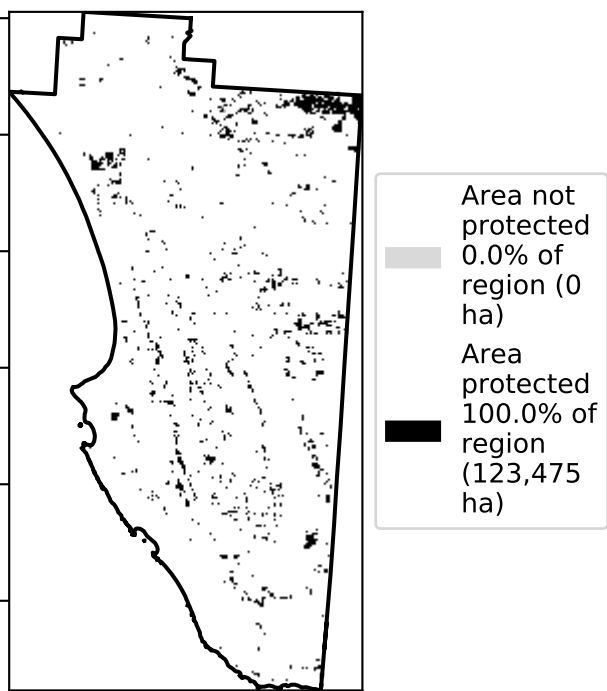 Area not
protected
0.0% of
region (0
ha)
Area
protected
100.0% of
region
(123,475
ha)